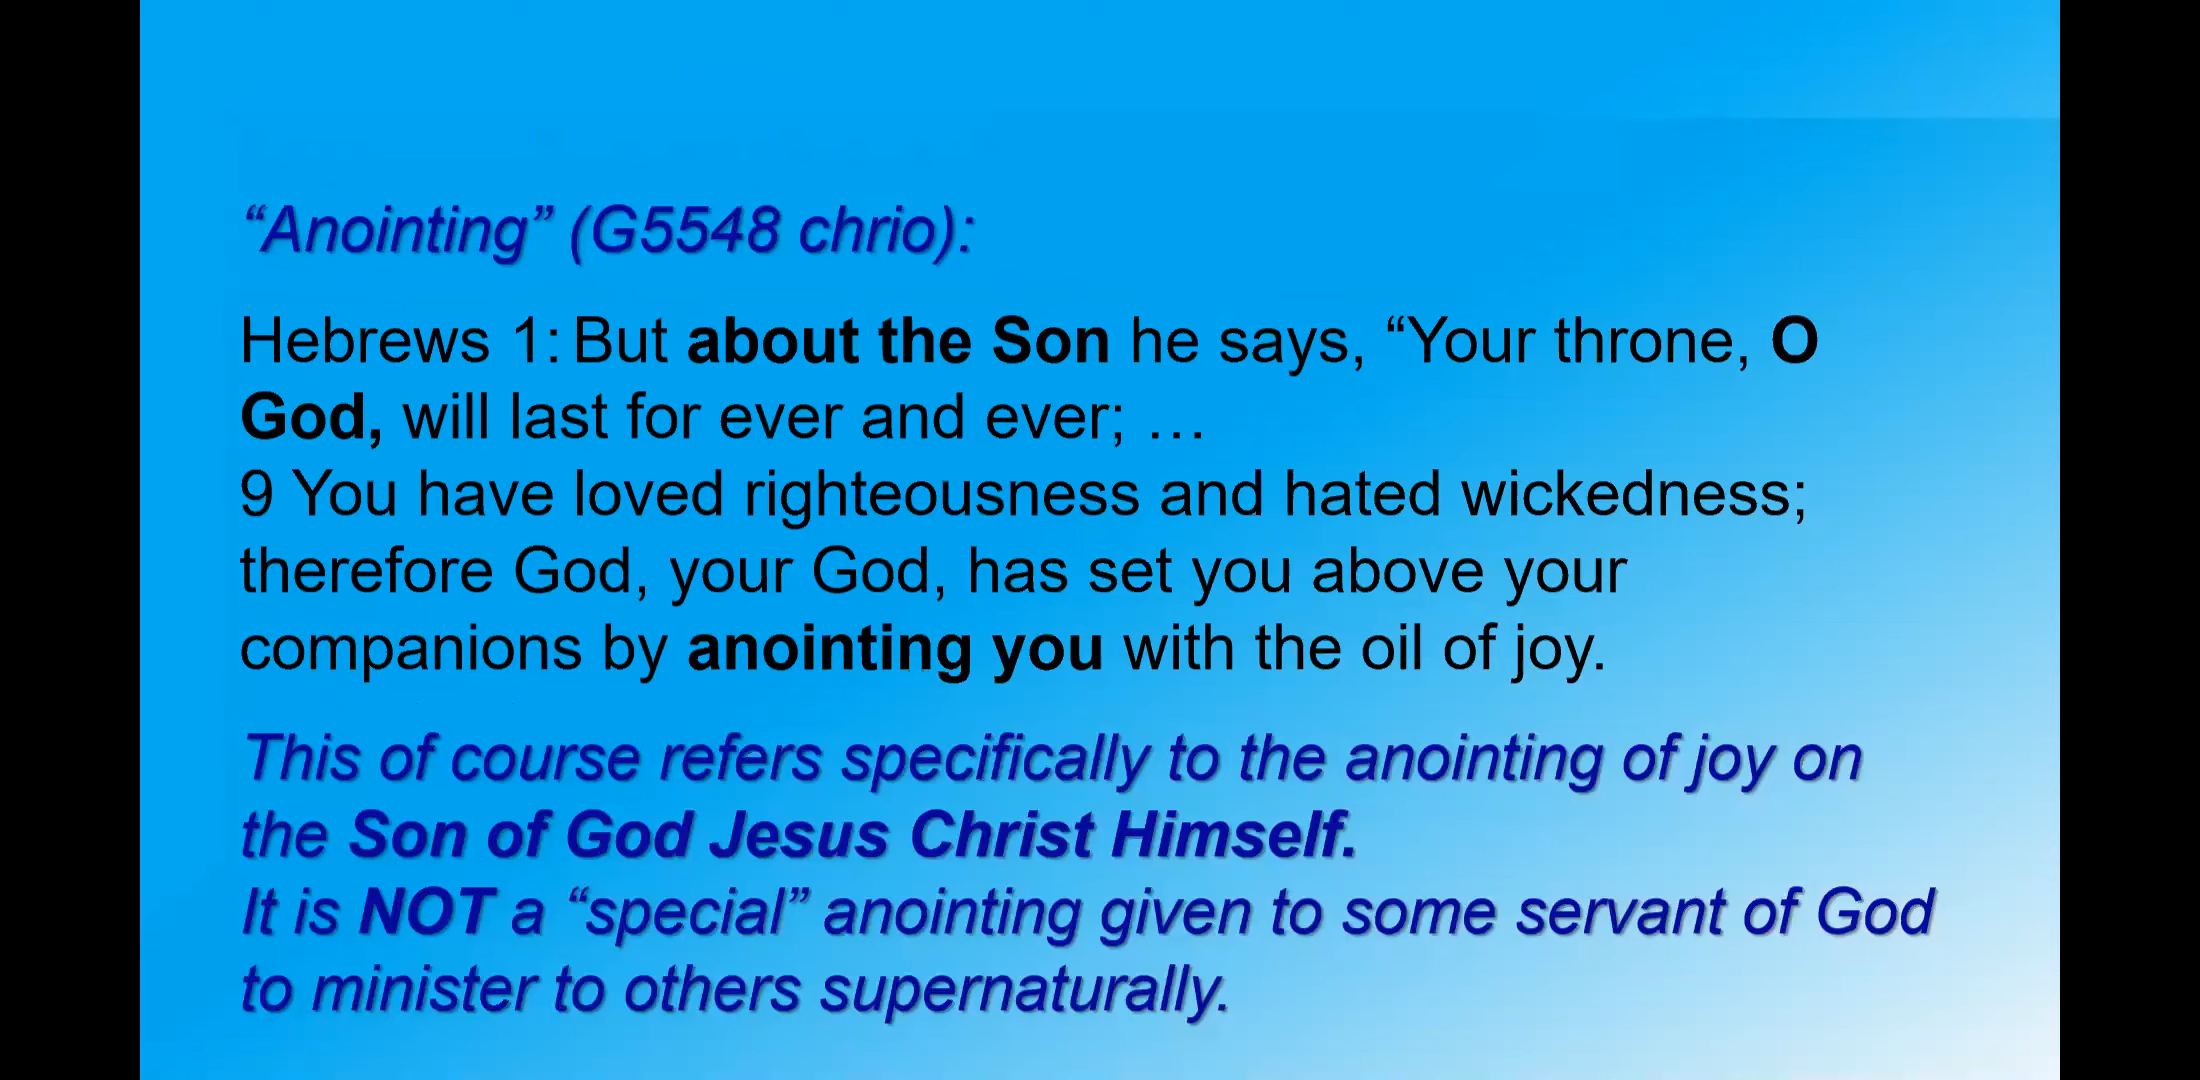 “Anointing” (G5548 chrio):
Hebrews 1: But about the Son he says, “Your throne, O
God, will last for ever and ever; …
9 You have loved righteousness and hated wickedness;
therefore God, your God, has set you above your
companions by anointing you with the oil of joy.
This of course refers specifically to the anointing of joy on
the Son of God Jesus Christ Himself.
It is NOT a “special” anointing given to some servant of God
to minister to others supernaturally.